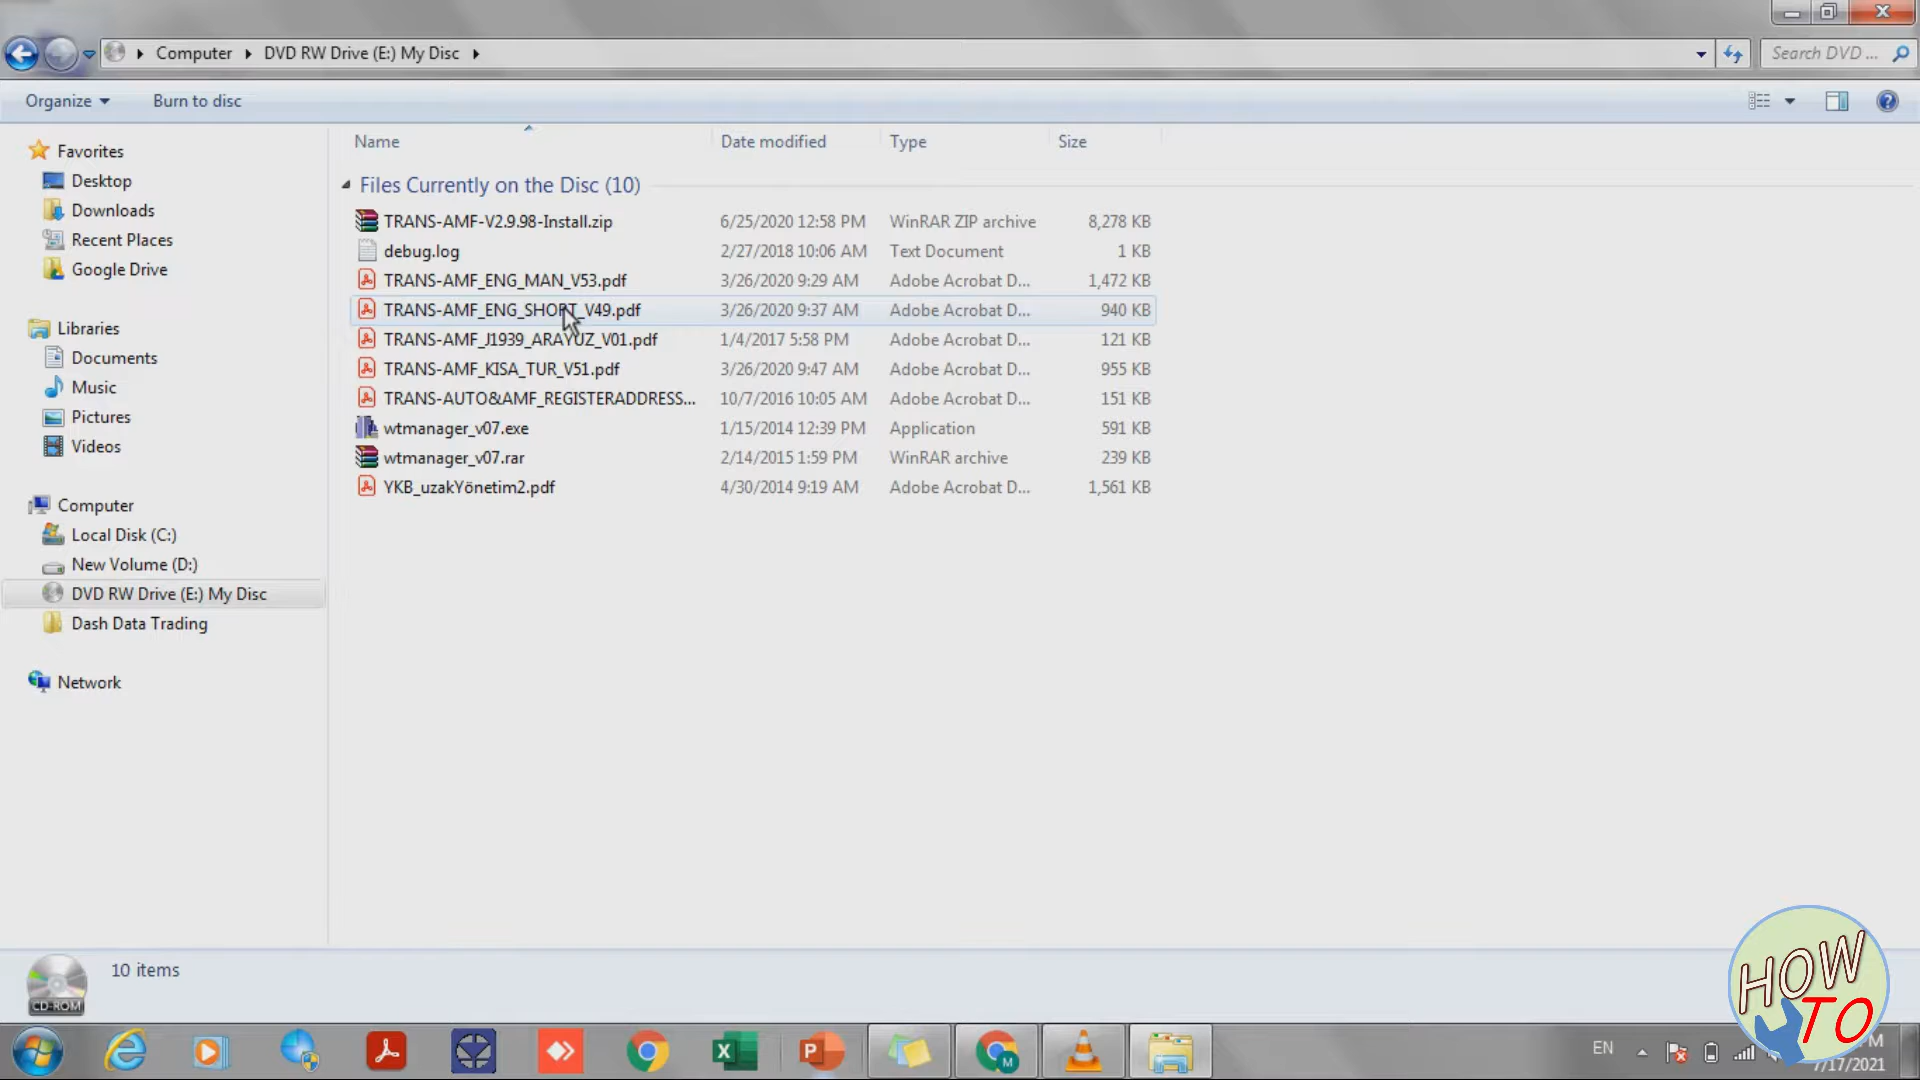 Computer DVD RW Drive (E:) My Disc
Search DVD ...
Organize Burn to disc
Name Date modified Type Size
Favorites
Desktop
Downloads
Recent Places
Google Drive
Libraries
Documents
Music
Pictures
Videos
Computer
Local Disk (C:)
New Volume (D:)
DVD RW Drive (E:) My Disc
Dash Data Trading
Network
Files Currently on the Disc (10)
TRANS-AMF-V2.9.98-Install.zip 6/25/2020 12:58 PM WinRAR ZIP archive 8,278 KB
debug.log 2/27/2018 10:06 AM Text Document 1 KB
TRANS-AMF_ENG_MAN_V53.pdf 3/26/2020 9:29 AM Adobe Acrobat D... 1,472 KB
TRANS-AMF_ENG_SHORT_V49.pdf 3/26/2020 9:37 AM Adobe Acrobat D... 940 KB
TRANS-AMF_J1939_ARAYUZ_V01.pdf 1/4/2017 5:58 PM Adobe Acrobat D... 121 KB
TRANS-AMF_KISA_TUR_V51.pdf 3/26/2020 9:47 AM Adobe Acrobat D... 955 KB
TRANS-AUTO&AMF_REGISTERADDRESS... 10/7/2016 10:05 AM Adobe Acrobat D... 151 KB
wtmanager_v07.exe 1/15/2014 12:39 PM Application 591 KB
wtmanager_v07.rar 2/14/2015 1:59 PM WinRAR archive 239 KB
YKB_uzakYönetim2.pdf 4/30/2014 9:19 AM Adobe Acrobat D... 1,561 KB
10 items
CD-ROM
HOW
TO
EN
M
7/17/2021